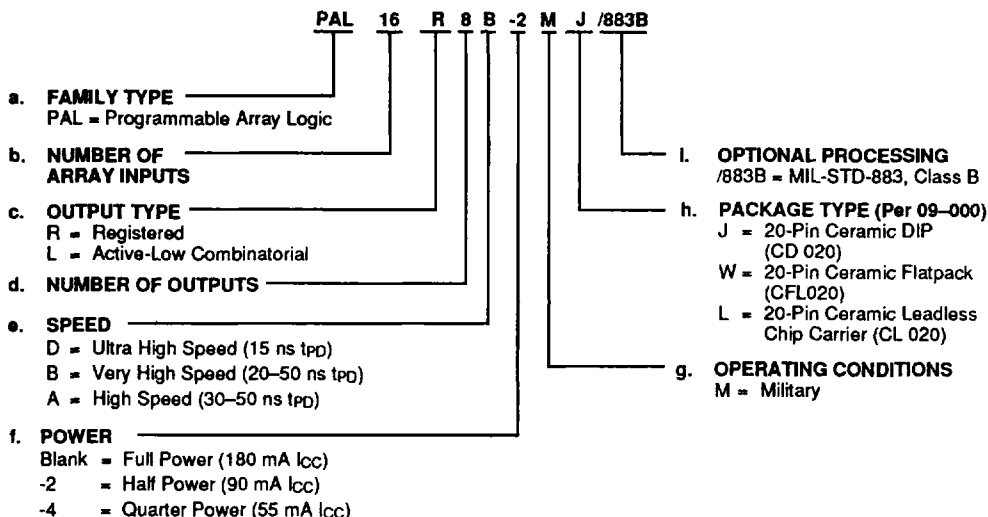 PAL 16 R 8 B -2 M J /883B
a. FAMILY TYPE
PAL = Programmable Array Logic
b. NUMBER OF
ARRAY INPUTS
c. OUTPUT TYPE
R = Registered
L = Active-Low Combinatorial
d. NUMBER OF OUTPUTS
e. SPEED
D = Ultra High Speed (15 ns tPD)
B = Very High Speed (20–50 ns tPD)
A = High Speed (30–50 ns tPD)
f. POWER
Blank = Full Power (180 mA ICC)
-2 = Half Power (90 mA ICC)
-4 = Quarter Power (55 mA ICC)
i. OPTIONAL PROCESSING
/883B = MIL-STD-883, Class B
h. PACKAGE TYPE (Per 09–000)
J = 20-Pin Ceramic DIP
(CD 020)
W = 20-Pin Ceramic Flatpack
(CFL020)
L = 20-Pin Ceramic Leadless
Chip Carrier (CL 020)
g. OPERATING CONDITIONS
M = Military